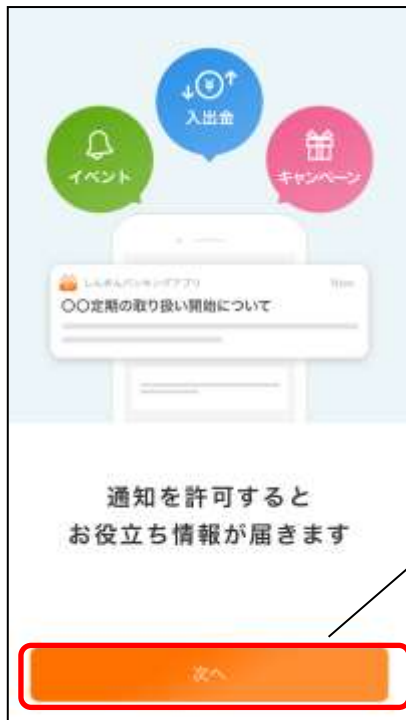 入出金
イベント
キャンペーン
しんきんバンキングアプリ
Now
〇〇定期の取り扱い開始について
通知を許可すると
お役立ち情報が届きます
次へ